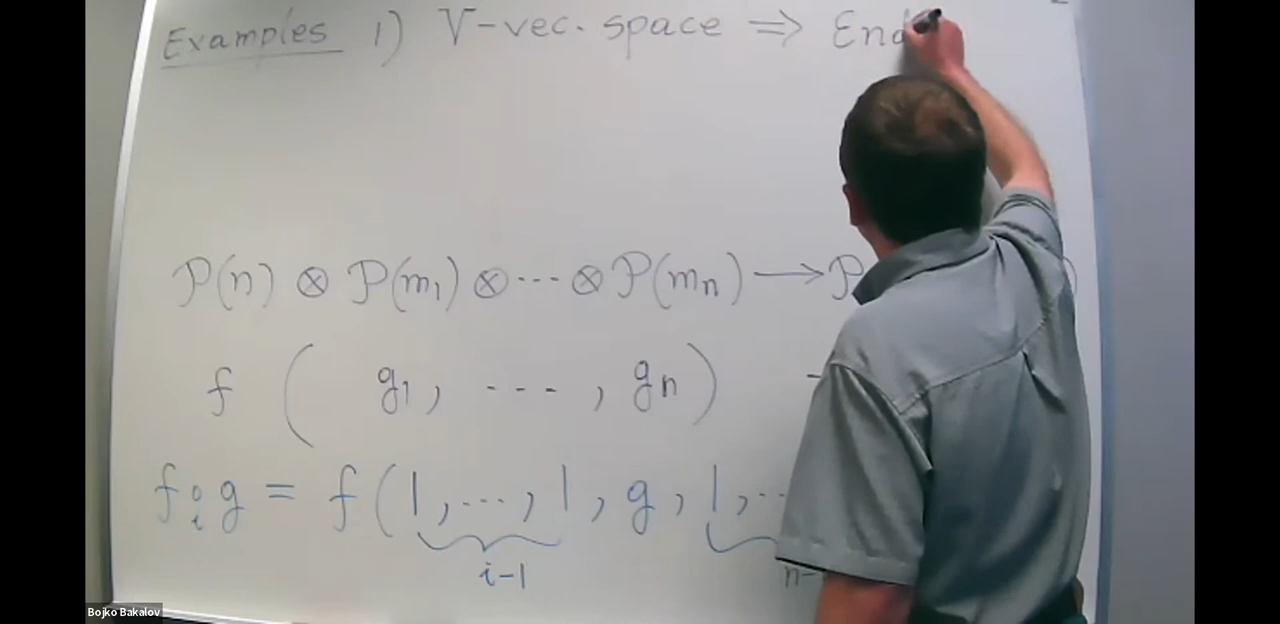 Examples 1) V-vec. space ⇒ End
P(n) ⊗ P(m₁) ⊗ ... ⊗ P(mₙ) → P
f ( g₁, ---, gₙ )
f ∘ᵢ g = f(1,...,1, g, 1,..
i-1 n-
Bojko Bakalov